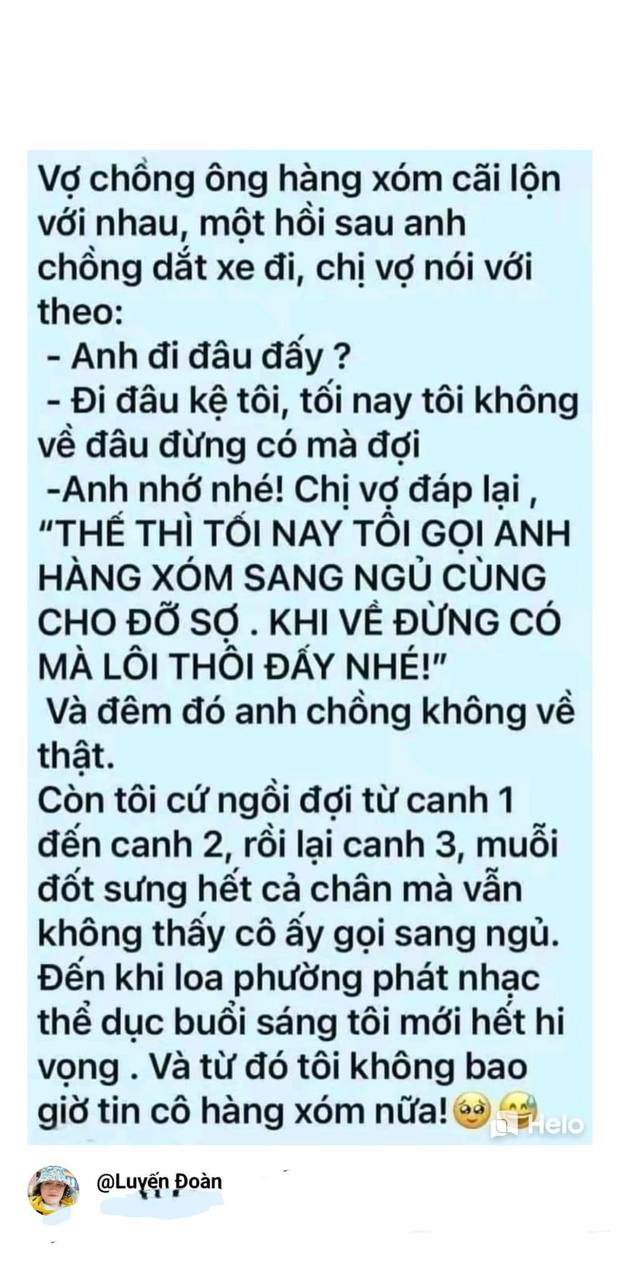 Vợ chồng ông hàng xóm cãi lộn
với nhau, một hồi sau anh
chồng dắt xe đi, chị vợ nói với
theo:
- Anh đi đâu đấy ?
- Đi đâu kệ tôi, tối nay tôi không
về đâu đừng có mà đợi
-Anh nhớ nhé! Chị vợ đáp lại ,
“THẾ THÌ TỐI NAY TÔI GỌI ANH
HÀNG XÓM SANG NGỦ CÙNG
CHO ĐỠ SỢ . KHI VỀ ĐỪNG CÓ
MÀ LÔI THÔI ĐẤY NHÉ!”
Và đêm đó anh chồng không về
thật.
Còn tôi cứ ngồi đợi từ canh 1
đến canh 2, rồi lại canh 3, muỗi
đốt sưng hết cả chân mà vẫn
không thấy cô ấy gọi sang ngủ.
Đến khi loa phường phát nhạc
thể dục buổi sáng tôi mới hết hi
vọng . Và từ đó tôi không bao
giờ tin cô hàng xóm nữa!🥺😅
Helo
@Luyến Đoàn